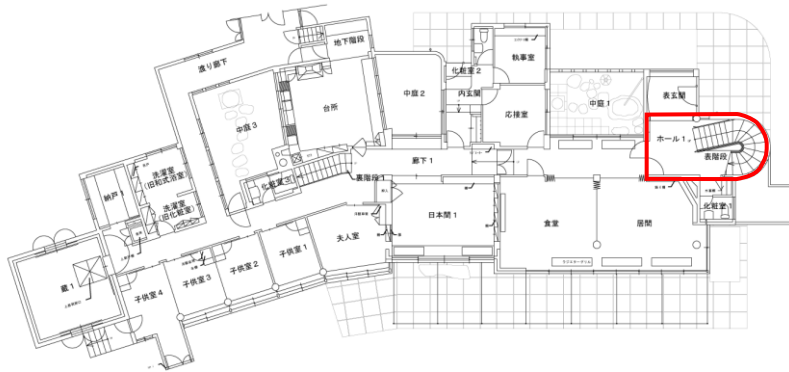 地下階段
渡り廊下
執事室
化粧室2
中庭2
内玄関
表玄関
台所
中庭1
応接室
中庭3
ホール1
表階段
廊下1
洗濯室
(旧和式浴室)
化粧室3
裏階段1
納戸1
洗濯室
(旧化粧室)
化粧室1
日本間1
食堂
居間
夫人室
子供室1
子供室2
子供室3
子供室4
蔵1